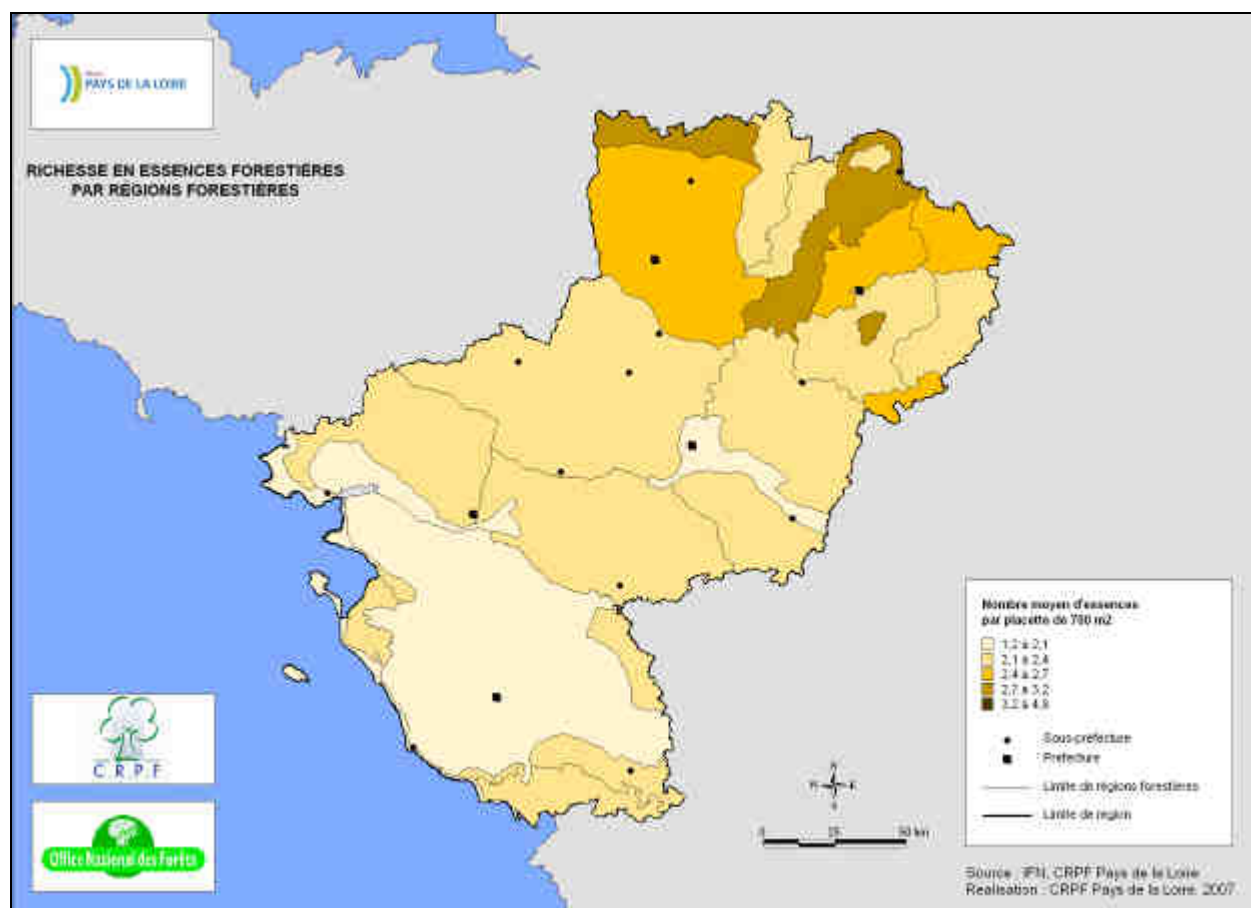 PAYS DE LA LOIRE
RICHESSE EN ESSENCES FORESTIÈRES
PAR RÉGIONS FORESTIÈRES
C R P F
Office National des Forêts
Nombre moyen d'essences
par placette de 700 m2
1,2 à 2,1
2,1 à 2,4
2,4 à 2,7
2,7 à 3,2
3,2 à 4,8
Sous-préfecture
Préfecture
Limite de régions forestières
Limite de région
N
E
S
0 25 50 km
Source : IFN, CRPF Pays de la Loire
Réalisation : CRPF Pays de la Loire, 2007